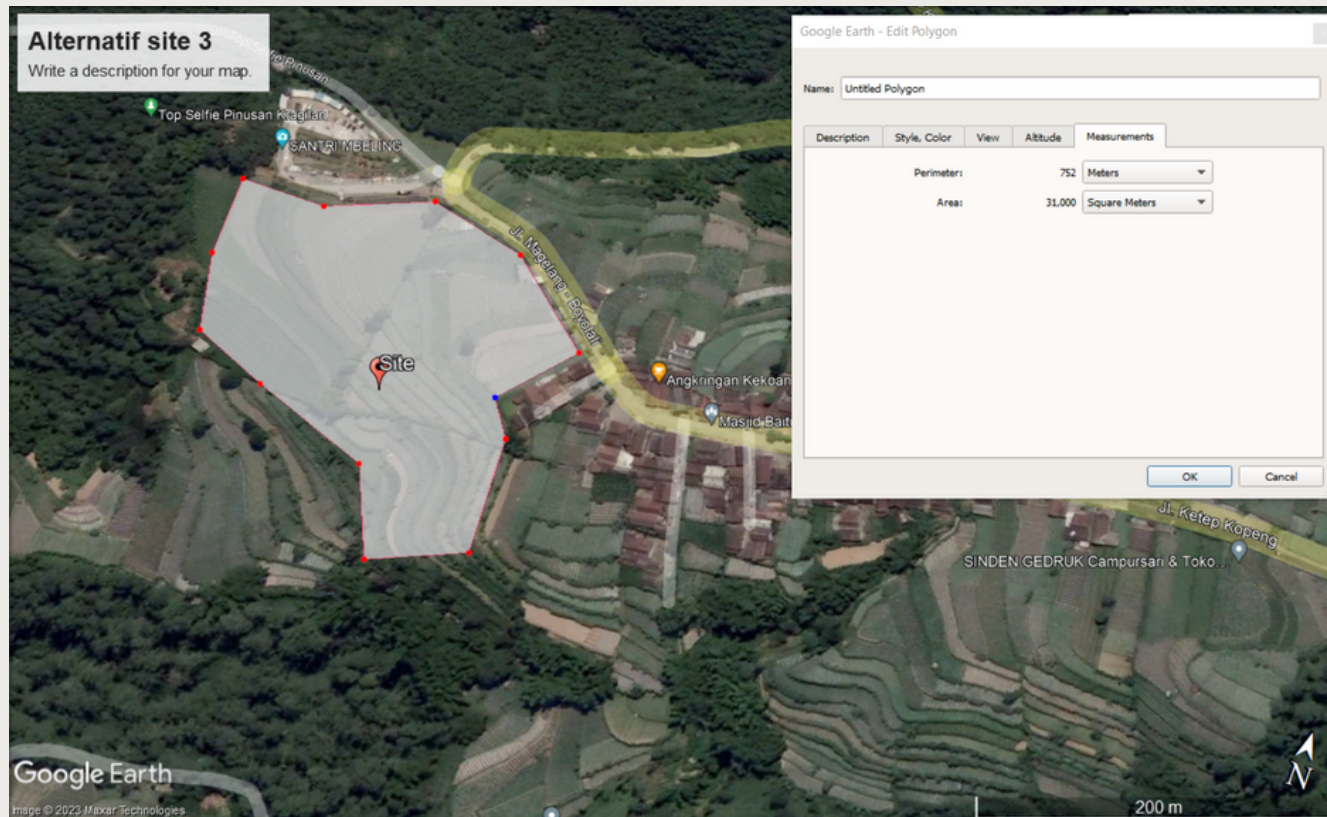 Alternatif site 3
Write a description for your map.
Top Selfie Pinusan
Top Selfie Pinusan Kragilan
SANTRI MBELING
Jl. Magelang - Boyolali
Site
Angkringan Kekoan
Masjid Bait
Jl. Ketep Kopeng
SINDEN GEDRUK Campursari & Toko...
Google Earth
Image © 2023 Maxar Technologies
200 m
N
Google Earth - Edit Polygon
Name: Untitled Polygon
Description Style, Color View Altitude Measurements
Perimeter: 752 Meters
Area: 31,000 Square Meters
OK Cancel